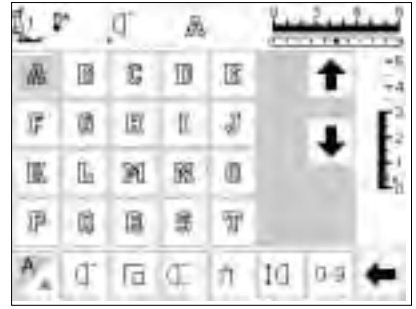 A
A B C D E
F G H I J
K L M N O
P Q R S T
A A 0-9